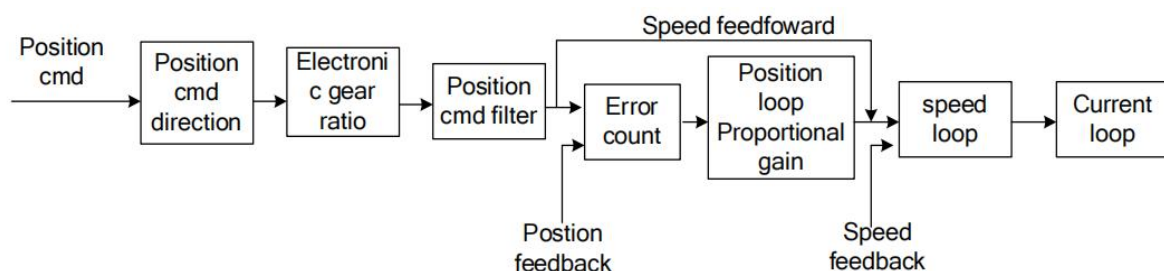 Speed feedfoward
Position
cmd
Position
cmd
direction
Electroni
c gear
ratio
Position
cmd filter
Error
count
Position
loop
Proportional
gain
speed
loop
Current
loop
Postion
feedback
Speed
feedback